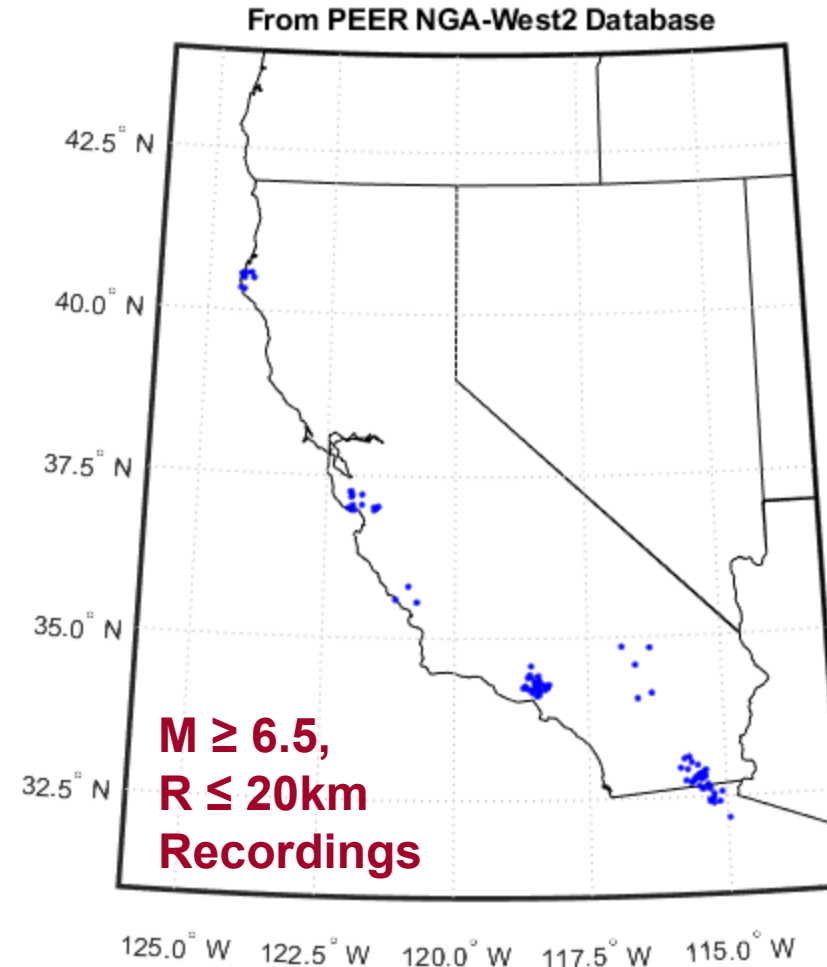 From PEER NGA-West2 Database
42.5° N
40.0° N
37.5° N
35.0° N
32.5° N
M ≥ 6.5,
R ≤ 20km
Recordings
125.0° W 122.5° W 120.0° W 117.5° W 115.0° W